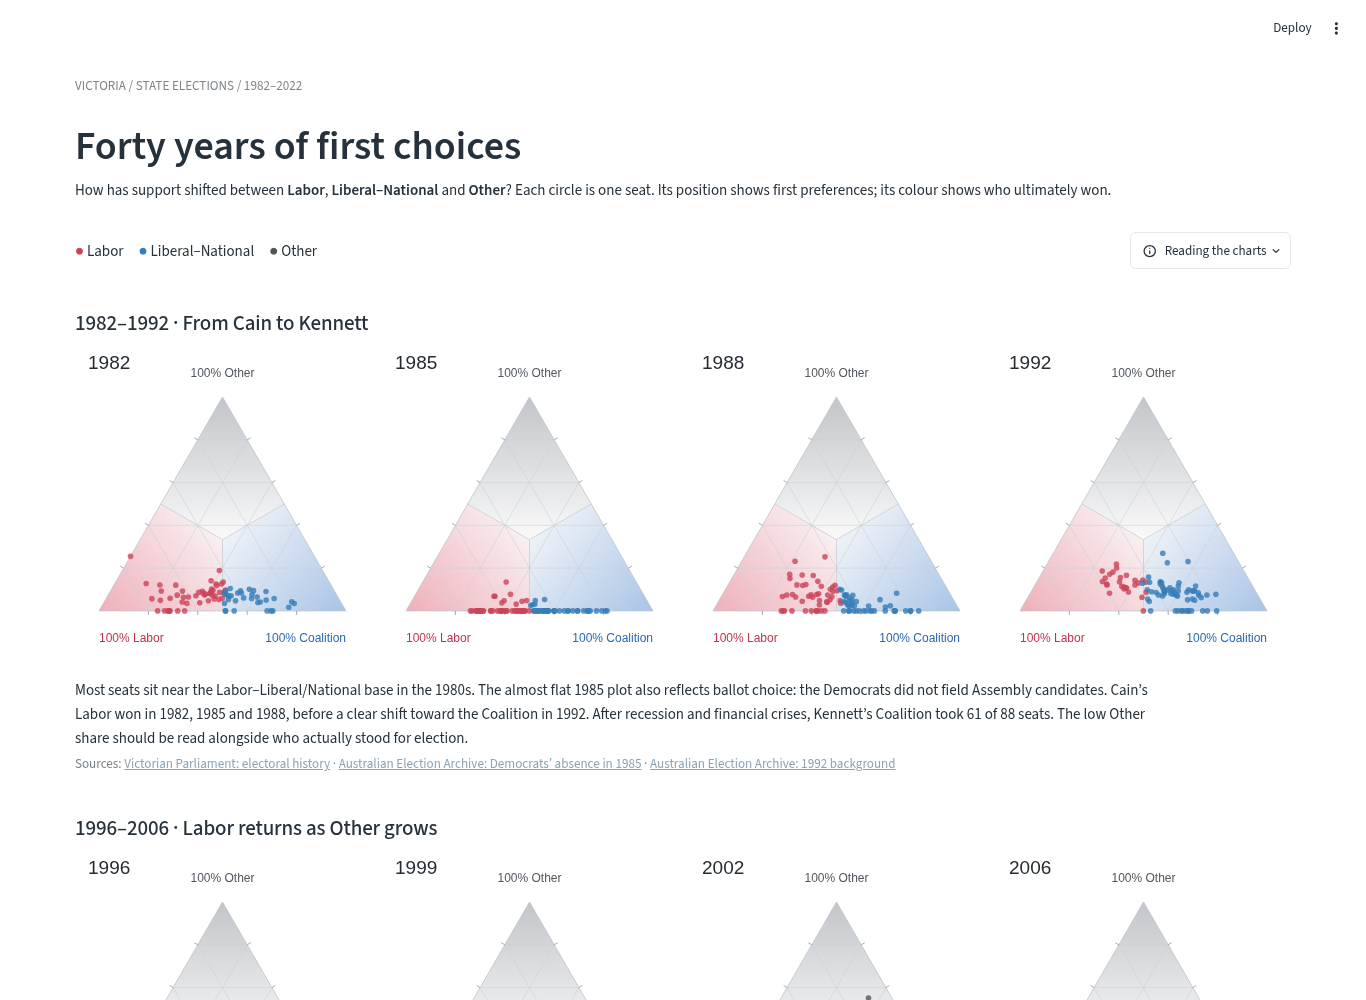 Deploy
VICTORIA / STATE ELECTIONS / 1982–2022
Forty years of first choices
How has support shifted between Labor, Liberal–National and Other? Each circle is one seat. Its position shows first preferences; its colour shows who ultimately won.
Labor Liberal–National Other
Reading the charts
1982–1992 · From Cain to Kennett
1982 1985 1988 1992
100% Other 100% Other 100% Other 100% Other
100% Labor 100% Coalition 100% Labor 100% Coalition 100% Labor 100% Coalition 100% Labor 100% Coalition
Most seats sit near the Labor–Liberal/National base in the 1980s. The almost flat 1985 plot also reflects ballot choice: the Democrats did not field Assembly candidates. Cain’s
Labor won in 1982, 1985 and 1988, before a clear shift toward the Coalition in 1992. After recession and financial crises, Kennett’s Coalition took 61 of 88 seats. The low Other
share should be read alongside who actually stood for election.
Sources: Victorian Parliament: electoral history · Australian Election Archive: Democrats’ absence in 1985 · Australian Election Archive: 1992 background
1996–2006 · Labor returns as Other grows
1996 1999 2002 2006
100% Other 100% Other 100% Other 100% Other